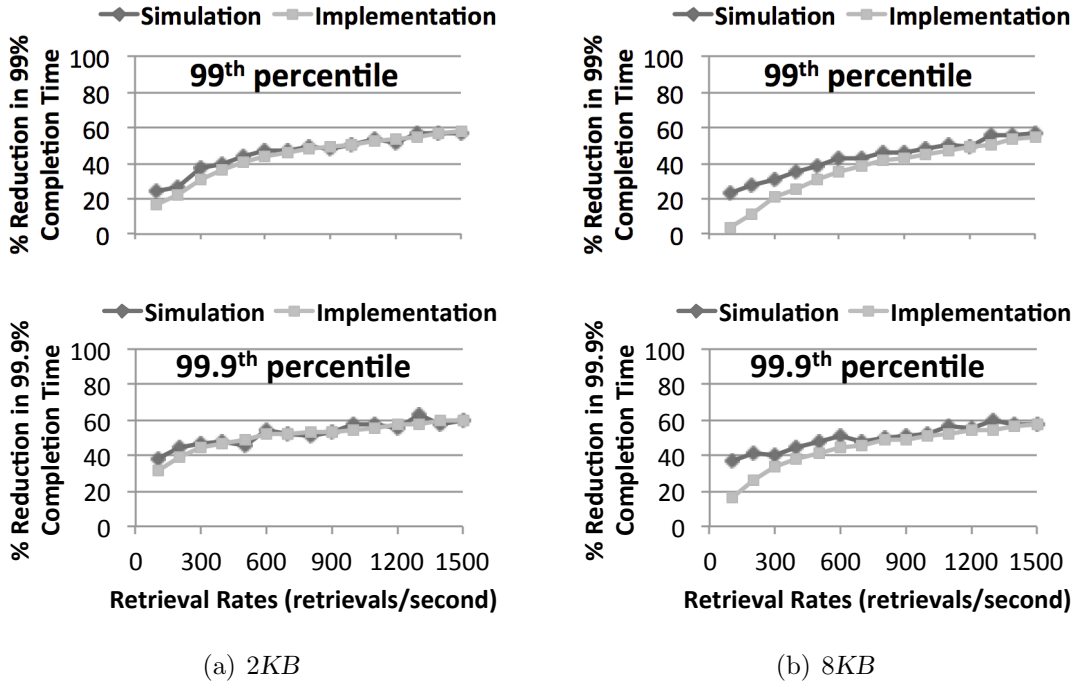 Simulation Implementation
% Reduction in 99%
Completion Time
100
80
60
40
20
0
99th percentile
Simulation Implementation
% Reduction in 99%
Completion Time
100
80
60
40
20
0
99th percentile
Simulation Implementation
% Reduction in 99.9%
Completion Time
100
80
60
40
20
0
99.9th percentile
0 300 600 900 1200 1500
Retrieval Rates (retrievals/second)
Simulation Implementation
% Reduction in 99.9%
Completion Time
100
80
60
40
20
0
99.9th percentile
0 300 600 900 1200 1500
Retrieval Rates (retrievals/second)
(a) 2KB
(b) 8KB